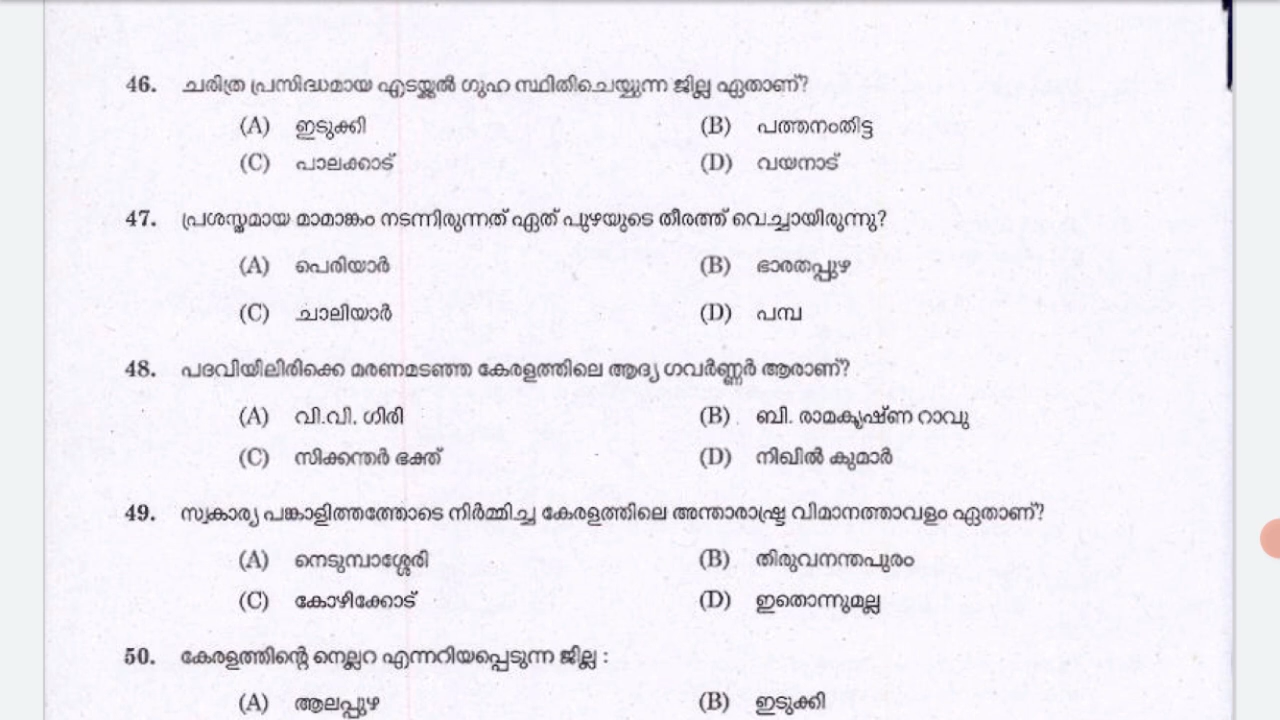 46. ചരിത്ര പ്രസിദ്ധമായ എടയ്ക്കൽ ഗുഹ സ്ഥിതിചെയ്യുന്ന ജില്ല ഏതാണ്?
(A) ഇടുക്കി (B) പത്തനംതിട്ട
(C) പാലക്കാട് (D) വയനാട്
47. പ്രശസ്തമായ മാമാങ്കം നടന്നിരുന്നത് ഏത് പുഴയുടെ തീരത്ത് വെച്ചായിരുന്നു?
(A) പെരിയാർ (B) ഭാരതപ്പുഴ
(C) ചാലിയാർ (D) പമ്പ
48. പദവിയിലിരിക്കെ മരണമടഞ്ഞ കേരളത്തിലെ ആദ്യ ഗവർണ്ണർ ആരാണ്?
(A) വി.വി. ഗിരി (B) ബി. രാമകൃഷ്ണ റാവു
(C) സിക്കന്തർ ഭക്ത് (D) നിഖിൽ കുമാർ
49. സ്വകാര്യ പങ്കാളിത്തത്തോടെ നിർമ്മിച്ച കേരളത്തിലെ അന്താരാഷ്ട്ര വിമാനത്താവളം ഏതാണ്?
(A) നെടുമ്പാശ്ശേരി (B) തിരുവനന്തപുരം
(C) കോഴിക്കോട് (D) ഇതൊന്നുമല്ല
50. കേരളത്തിന്റെ നെല്ലറ എന്നറിയപ്പെടുന്ന ജില്ല :
(A) ആലപ്പുഴ (B) ഇടുക്കി